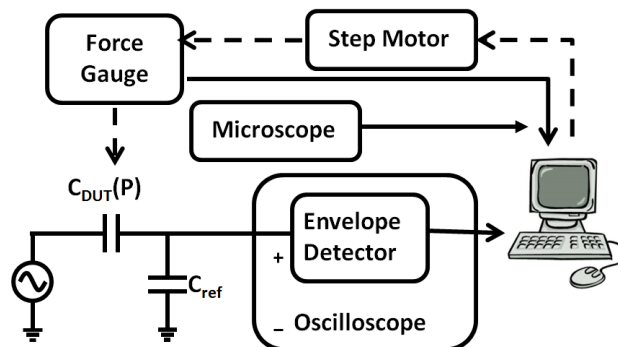 Force
Gauge
Step Motor
Microscope
C_DUT(P)
Envelope
Detector
+
C_ref
− Oscilloscope